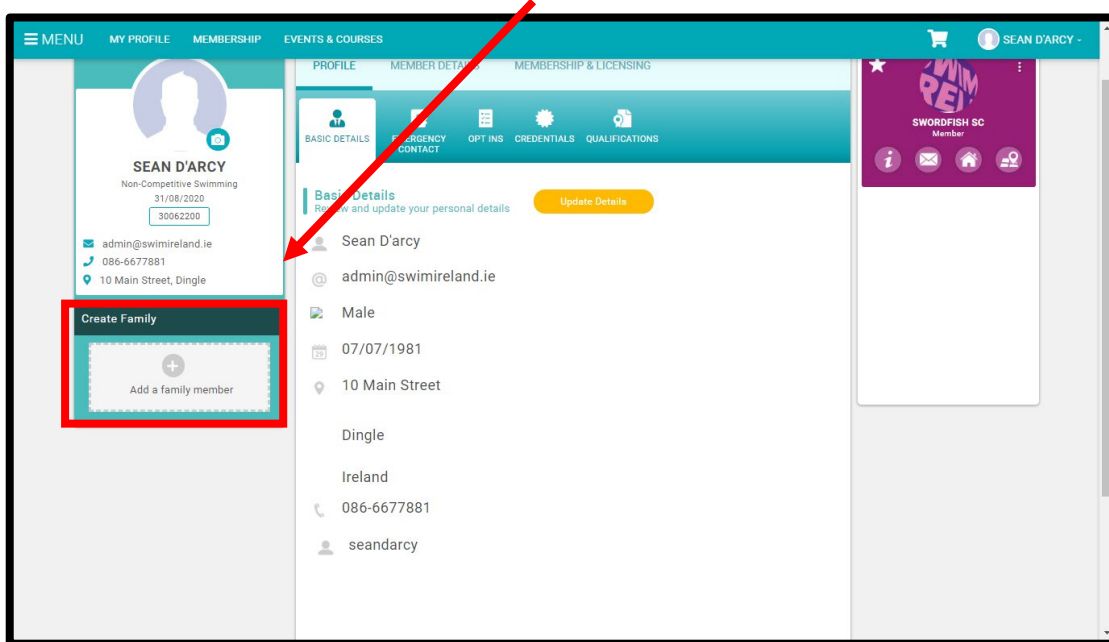 MENU MY PROFILE MEMBERSHIP EVENTS & COURSES SEAN D'ARCY
SEAN D'ARCY
Non-Competitive Swimming
31/08/2020
30062200
admin@swimireland.ie
086-6677881
10 Main Street, Dingle
Create Family
Add a family member
PROFILE MEMBER DETAILS MEMBERSHIP & LICENSING
BASIC DETAILS EMERGENCY CONTACT OPT INS CREDENTIALS QUALIFICATIONS
Basic Details
Review and update your personal details
Update Details
Sean D'arcy
@ admin@swimireland.ie
Male
29 07/07/1981
10 Main Street
Dingle
Ireland
086-6677881
seandarcy
SWIM
IREI
SWORDFISH SC
Member
i